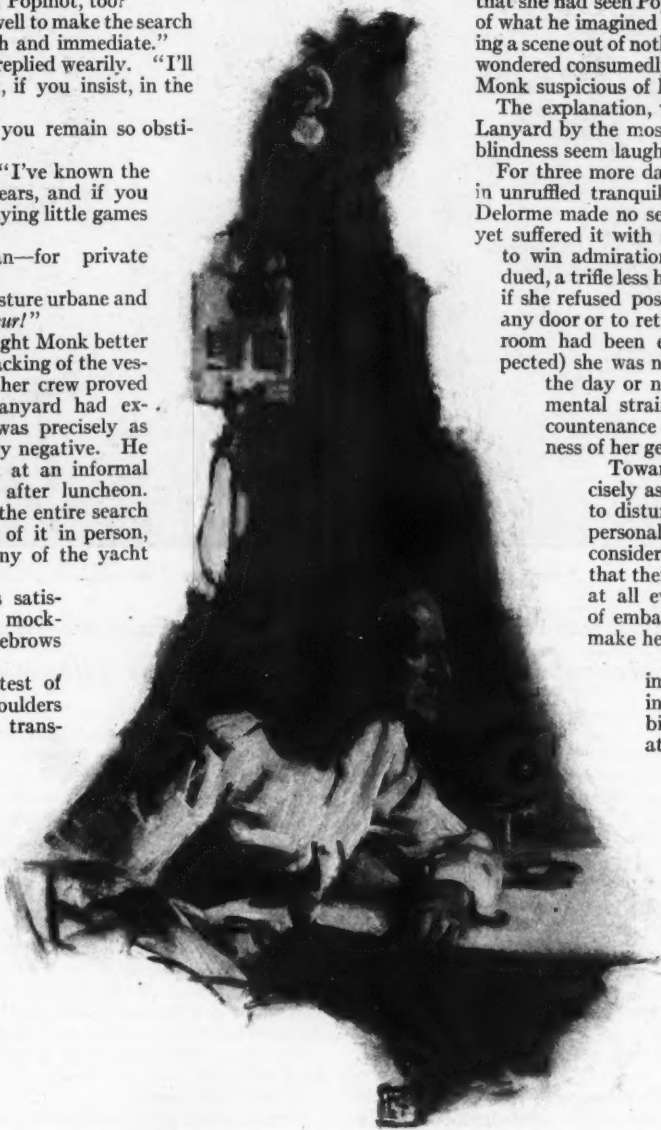 Popinot, too?
well to make the search
h and immediate."
replied wearily. "I'll
, if you insist, in the
you remain so obsti-
"I've known the
ears, and if you
ying little games
an—for private
sture urbane and
eur!"
ght Monk better
acking of the ves-
her crew proved
anyard had ex-
was precisely as
y negative. He
at an informal
after luncheon.
the entire search
of it in person,
ny of the yacht
s satis-
mock-
ebrows
test of
oulders
trans-
that she had seen Po
of what he imagined
ing a scene out of noth
wondered consumedly
Monk suspicious of
The explanation,
Lanyard by the most
blindness seem laugh
For three more da
in unruffled tranquil
Delorme made no se
yet suffered it with
to win admiration
dued, a trifle less h
if she refused pos
any door or to ret
room had been e
pected) she was n
the day or n
mental strai
countenance
ness of her ge
Towar
cisely as
to distur
personal
consider
that the
at all ev
of emba
make he
in
in
bi
at